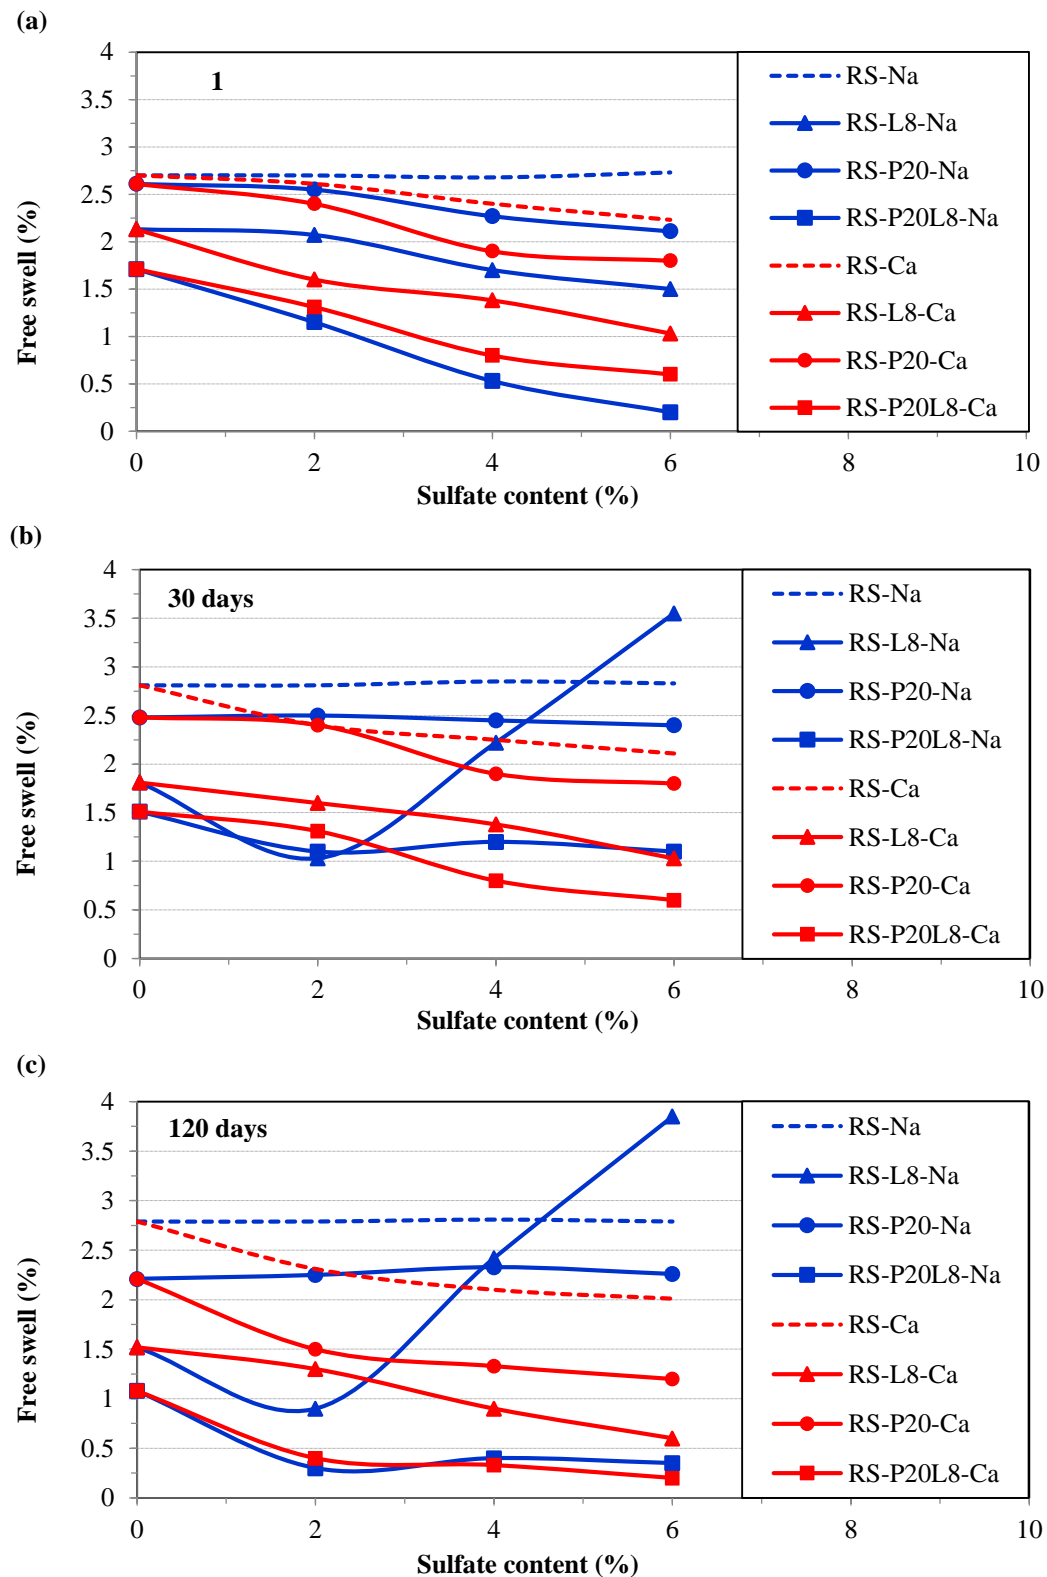 (a)
4
3.5
3
2.5
2
1.5
1
0.5
0
Free swell (%)
1
0 2 4 6 8 10
Sulfate content (%)
RS-Na
RS-L8-Na
RS-P20-Na
RS-P20L8-Na
RS-Ca
RS-L8-Ca
RS-P20-Ca
RS-P20L8-Ca
(b)
4
3.5
3
2.5
2
1.5
1
0.5
0
Free swell (%)
30 days
0 2 4 6 8 10
Sulfate content (%)
RS-Na
RS-L8-Na
RS-P20-Na
RS-P20L8-Na
RS-Ca
RS-L8-Ca
RS-P20-Ca
RS-P20L8-Ca
(c)
4
3.5
3
2.5
2
1.5
1
0.5
0
Free swell (%)
120 days
0 2 4 6 8 10
Sulfate content (%)
RS-Na
RS-L8-Na
RS-P20-Na
RS-P20L8-Na
RS-Ca
RS-L8-Ca
RS-P20-Ca
RS-P20L8-Ca